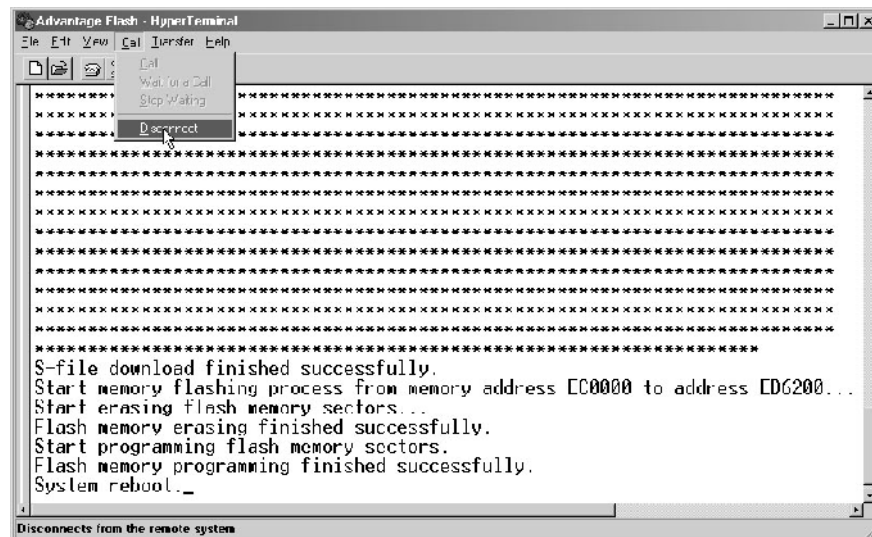 Advantage Flash - HyperTerminal
File Edit View Call Transfer Help
Call
Wait for a Call
Stop Waiting
Disconnect
****************************************************************************
****************************************************************************
****************************************************************************
****************************************************************************
****************************************************************************
****************************************************************************
****************************************************************************
****************************************************************************
****************************************************************************
****************************************************************************
****************************************************************************
****************************************************************************
****************************************************************************
*********************************************************************
S-file download finished successfully.
Start memory flashing process from memory address EC0000 to address ED6200...
Start erasing flash memory sectors...
Flash memory erasing finished successfully.
Start programming flash memory sectors.
Flash memory programming finished successfully.
System reboot._
Disconnects from the remote system